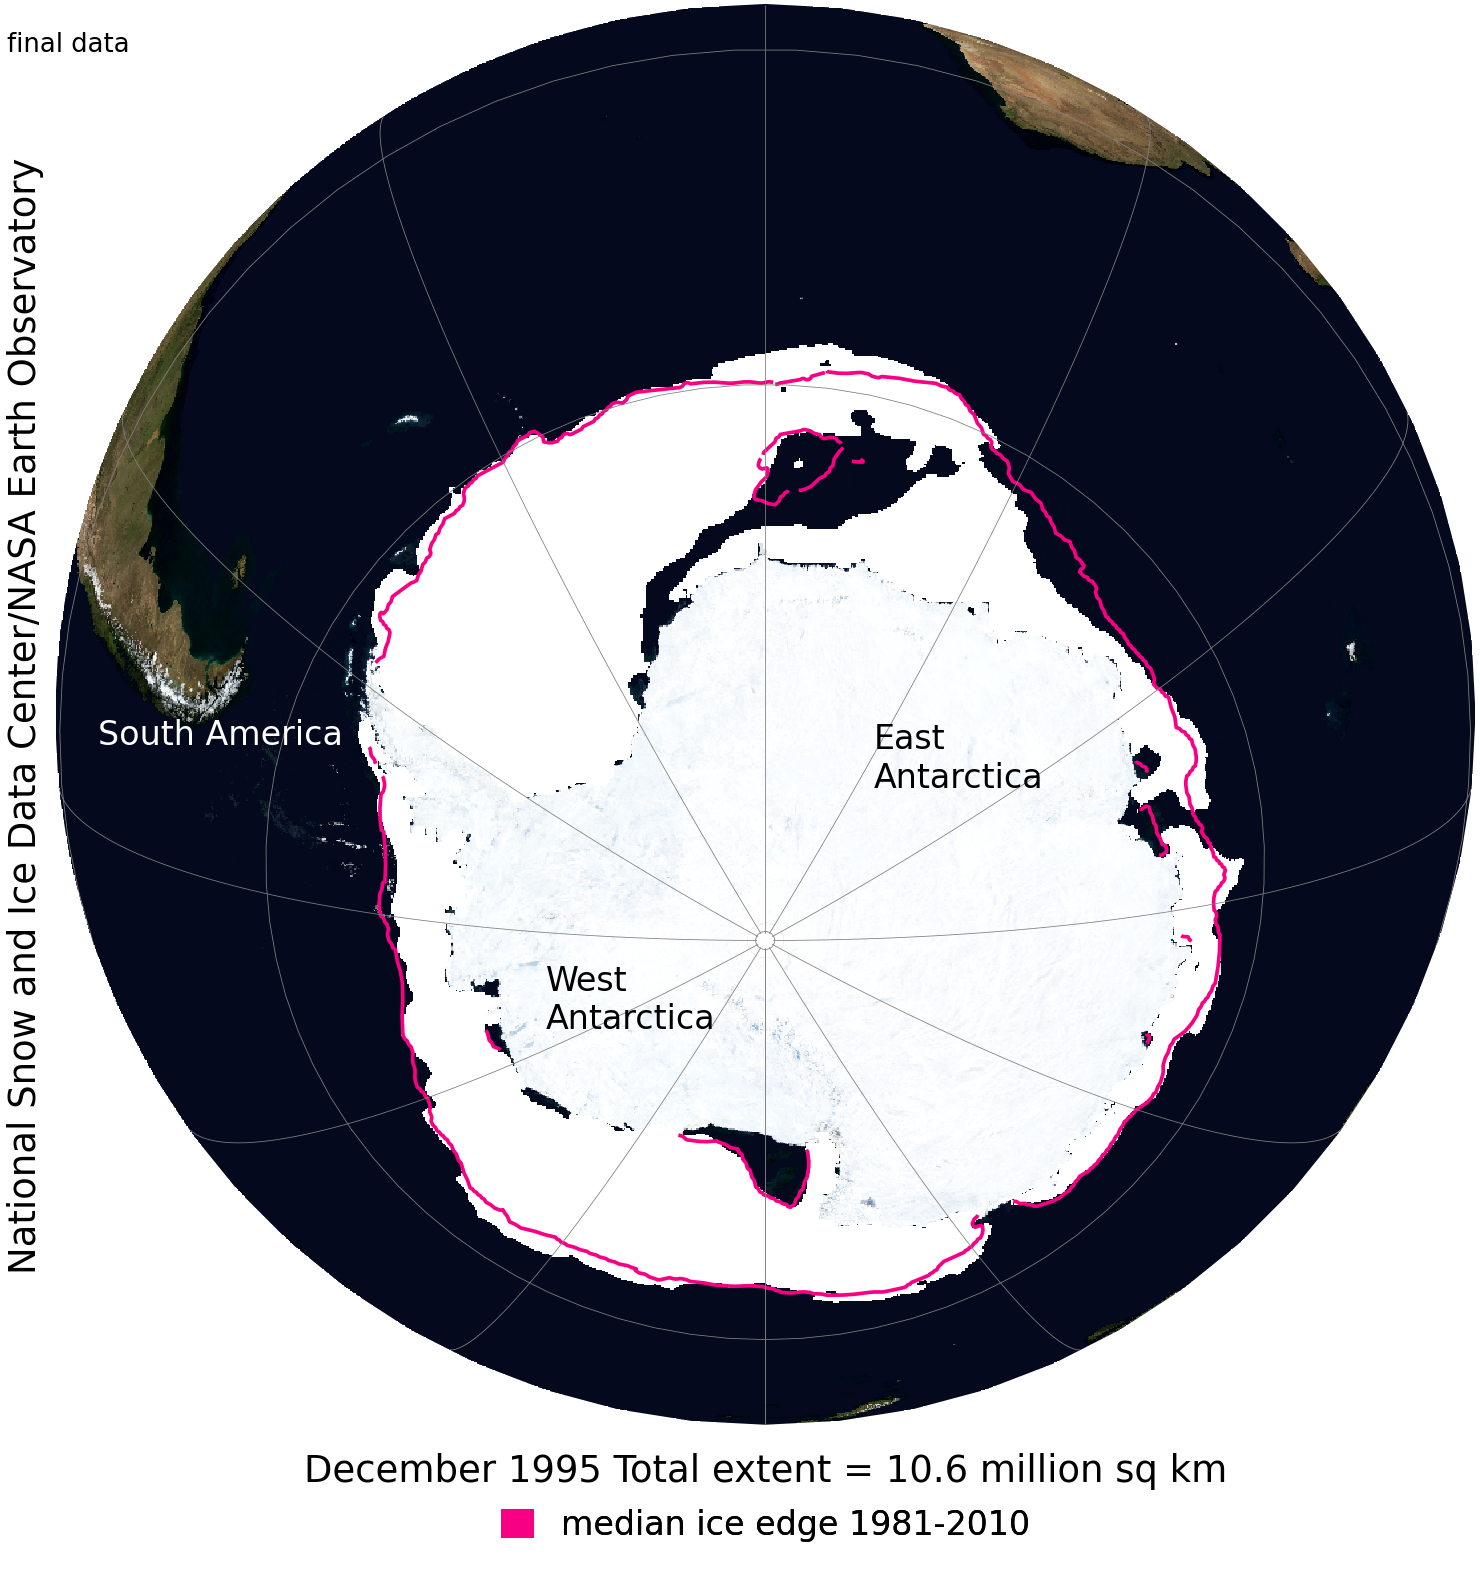 final data
National Snow and Ice Data Center/NASA Earth Observatory
South America
East
Antarctica
West
Antarctica
December 1995 Total extent = 10.6 million sq km
median ice edge 1981-2010